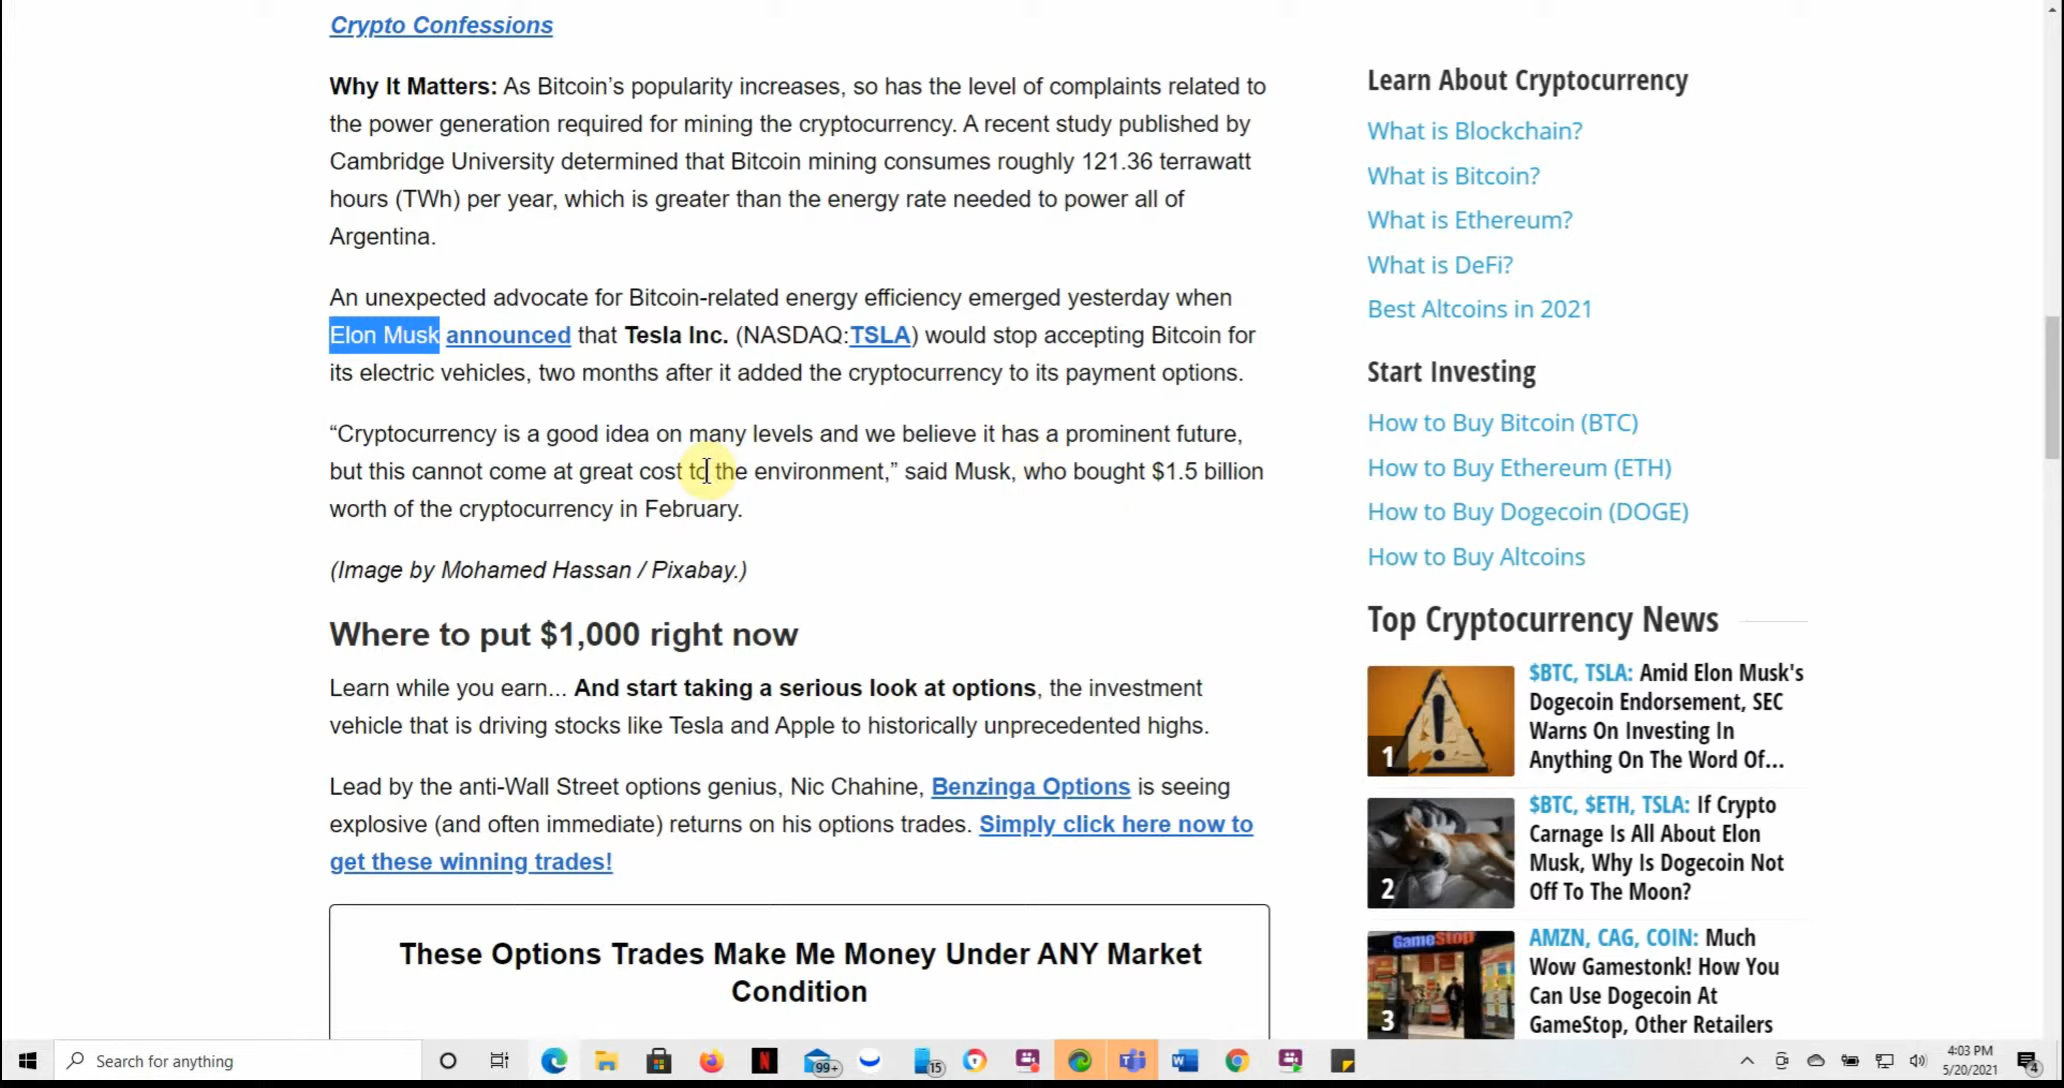 Crypto Confessions
Why It Matters: As Bitcoin’s popularity increases, so has the level of complaints related to
the power generation required for mining the cryptocurrency. A recent study published by
Cambridge University determined that Bitcoin mining consumes roughly 121.36 terrawatt
hours (TWh) per year, which is greater than the energy rate needed to power all of
Argentina.
An unexpected advocate for Bitcoin-related energy efficiency emerged yesterday when
Elon Musk announced that Tesla Inc. (NASDAQ:TSLA) would stop accepting Bitcoin for
its electric vehicles, two months after it added the cryptocurrency to its payment options.
“Cryptocurrency is a good idea on many levels and we believe it has a prominent future,
but this cannot come at great cost to the environment,” said Musk, who bought $1.5 billion
worth of the cryptocurrency in February.
(Image by Mohamed Hassan / Pixabay.)
Where to put $1,000 right now
Learn while you earn... And start taking a serious look at options, the investment
vehicle that is driving stocks like Tesla and Apple to historically unprecedented highs.
Lead by the anti-Wall Street options genius, Nic Chahine, Benzinga Options is seeing
explosive (and often immediate) returns on his options trades. Simply click here now to
get these winning trades!
These Options Trades Make Me Money Under ANY Market
Condition
Learn About Cryptocurrency
What is Blockchain?
What is Bitcoin?
What is Ethereum?
What is DeFi?
Best Altcoins in 2021
Start Investing
How to Buy Bitcoin (BTC)
How to Buy Ethereum (ETH)
How to Buy Dogecoin (DOGE)
How to Buy Altcoins
Top Cryptocurrency News
1
$BTC, TSLA: Amid Elon Musk's
Dogecoin Endorsement, SEC
Warns On Investing In
Anything On The Word Of...
2
$BTC, $ETH, TSLA: If Crypto
Carnage Is All About Elon
Musk, Why Is Dogecoin Not
Off To The Moon?
GameStop
3
AMZN, CAG, COIN: Much
Wow Gamestonk! How You
Can Use Dogecoin At
GameStop, Other Retailers
Search for anything
99+
15
4:03 PM
5/20/2021
4